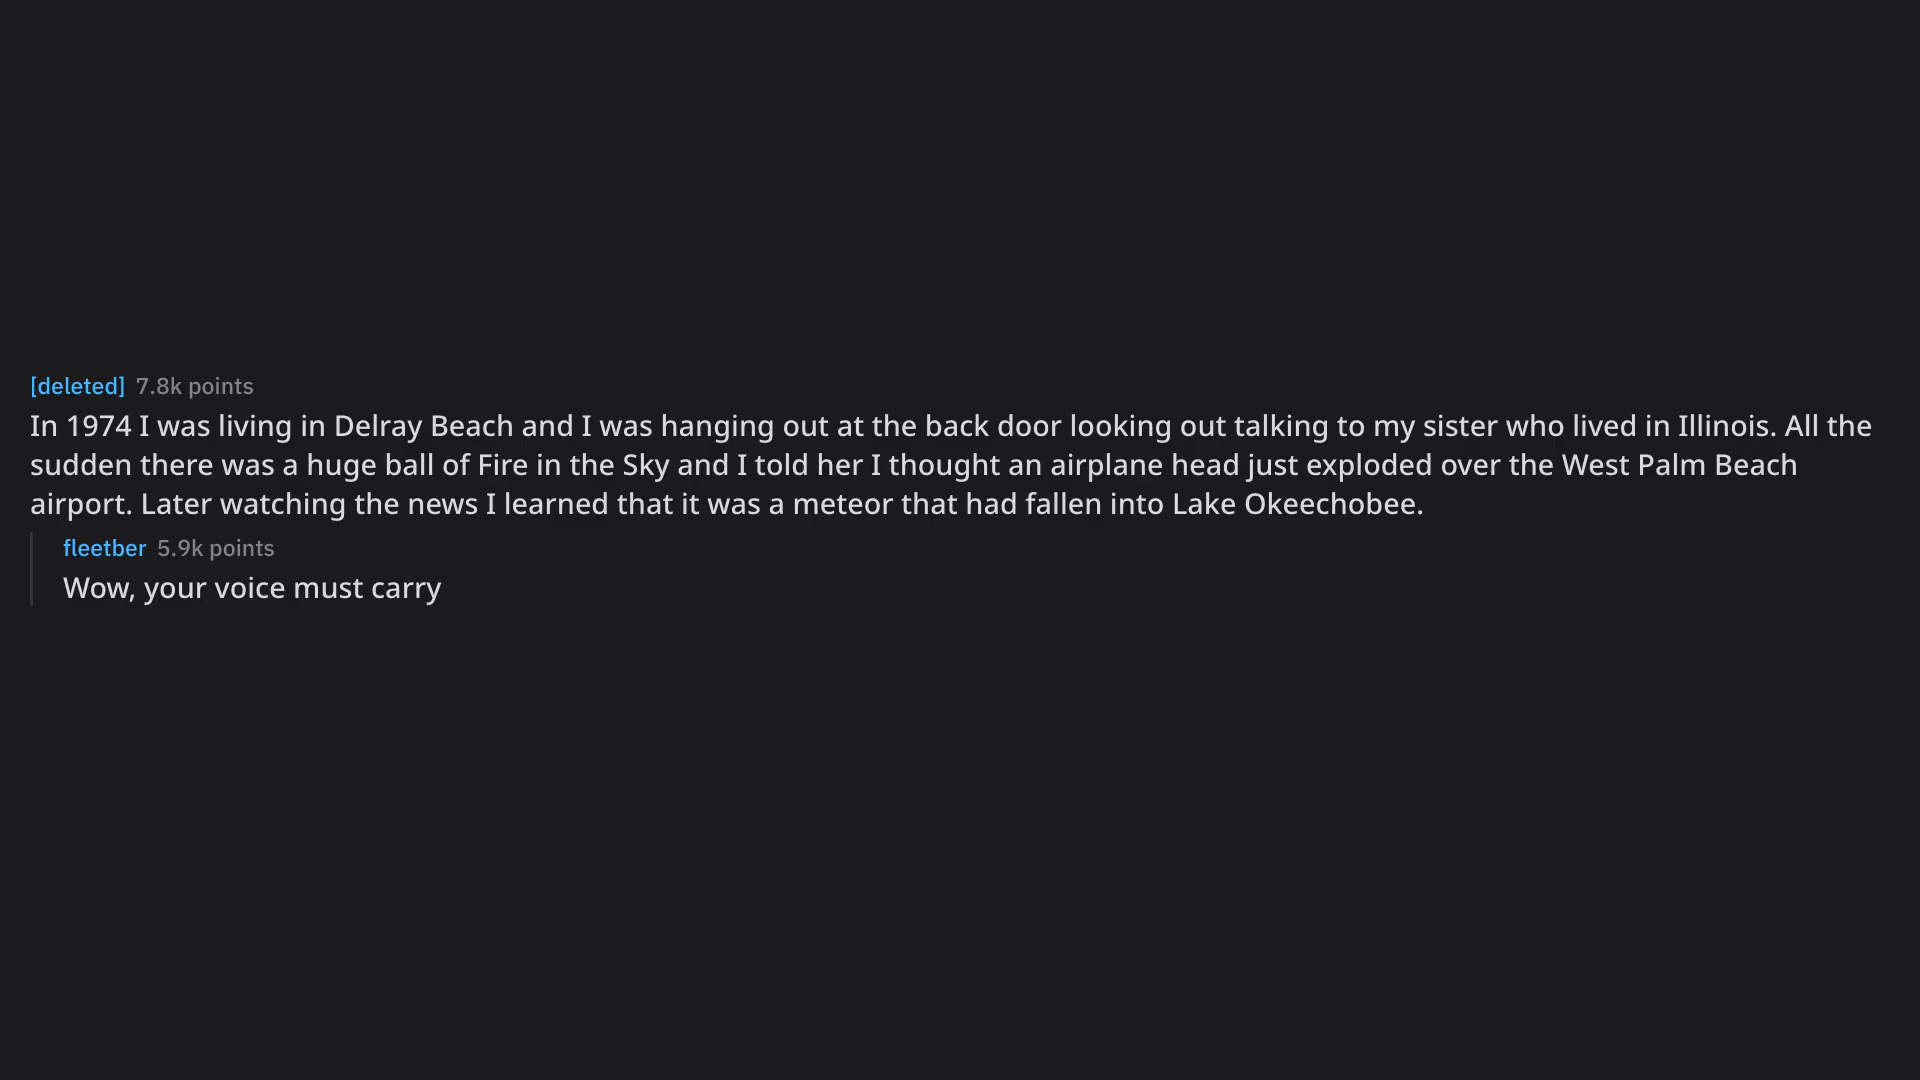 [deleted] 7.8k points
In 1974 I was living in Delray Beach and I was hanging out at the back door looking out talking to my sister who lived in Illinois. All the
sudden there was a huge ball of Fire in the Sky and I told her I thought an airplane head just exploded over the West Palm Beach
airport. Later watching the news I learned that it was a meteor that had fallen into Lake Okeechobee.
fleetber 5.9k points
Wow, your voice must carry